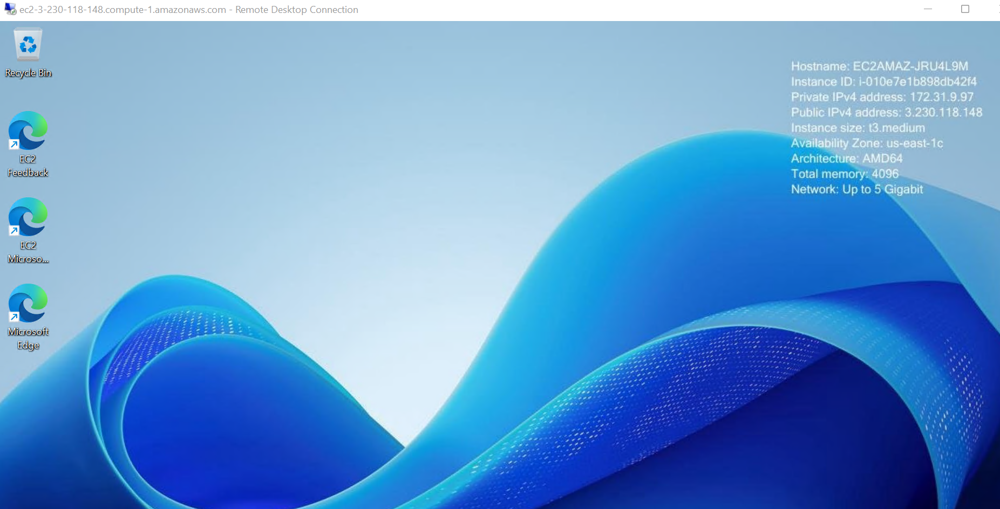 ec2-3-230-118-148.compute-1.amazonaws.com - Remote Desktop Connection
Recycle Bin
EC2
Feedback
EC2
Microso...
Microsoft
Edge
Hostname: EC2AMAZ-JRU4L9M
Instance ID: i-010e7e1b898db42f4
Private IPv4 address: 172.31.9.97
Public IPv4 address: 3.230.118.148
Instance size: t3.medium
Availability Zone: us-east-1c
Architecture: AMD64
Total memory: 4096
Network: Up to 5 Gigabit